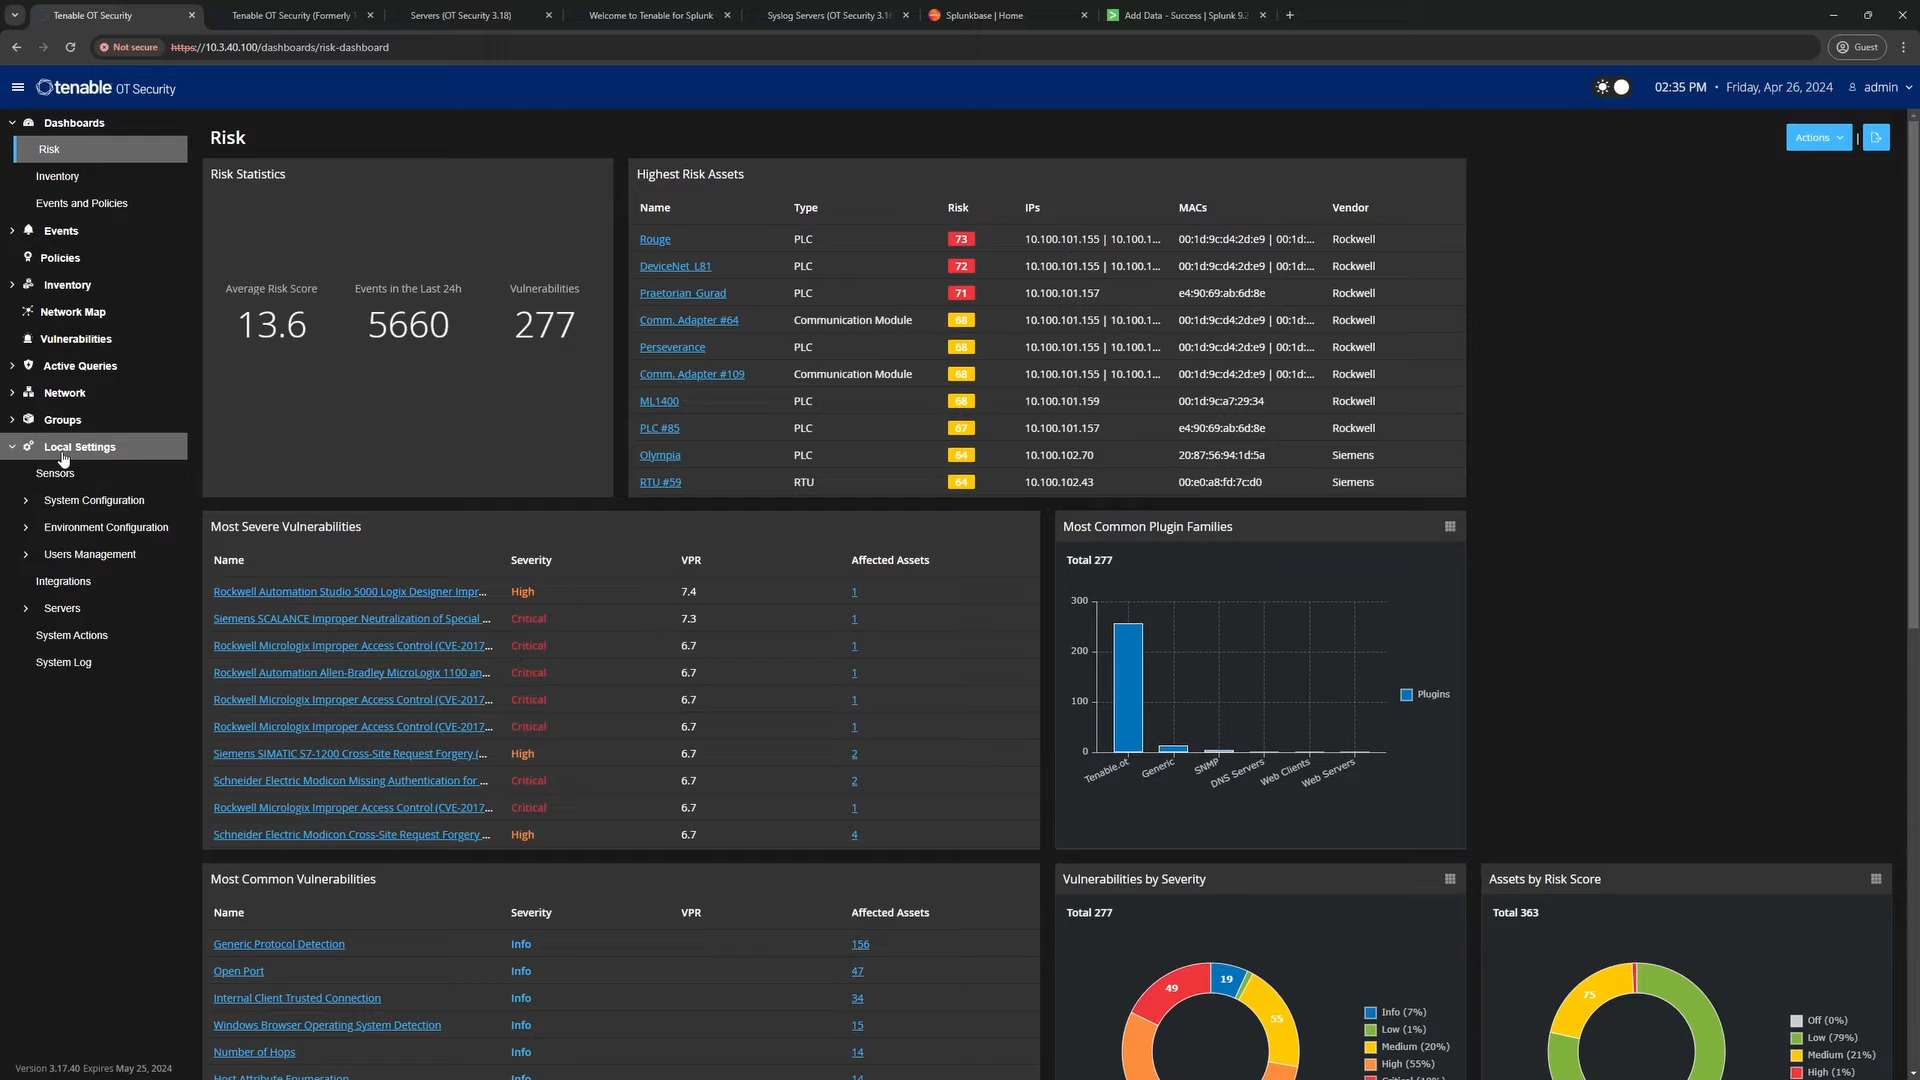 Tenable OT Security
Tenable OT Security (Formerly T
Servers (OT Security 3.18)
Welcome to Tenable for Splunk
Syslog Servers (OT Security 3.18
Splunkbase | Home
Add Data - Success | Splunk 9.2
Not secure
https://10.3.40.100/dashboards/risk-dashboard
Guest
tenable OT Security
02:35 PM • Friday, Apr 26, 2024
admin
Dashboards
Risk
Inventory
Events and Policies
Events
Policies
Inventory
Network Map
Vulnerabilities
Active Queries
Network
Groups
Local Settings
Sensors
System Configuration
Environment Configuration
Users Management
Integrations
Servers
System Actions
System Log
Version 3.17.40 Expires May 25, 2024
Risk
Actions
Risk Statistics
Average Risk Score Events in the Last 24h Vulnerabilities
13.6 5660 277
Highest Risk Assets
Name Type Risk IPs MACs Vendor
Rouge PLC 73 10.100.101.155 | 10.100.1... 00:1d:9c:d4:2d:e9 | 00:1d:... Rockwell
DeviceNet_L81 PLC 72 10.100.101.155 | 10.100.1... 00:1d:9c:d4:2d:e9 | 00:1d:... Rockwell
Praetorian_Gurad PLC 71 10.100.101.157 e4:90:69:ab:6d:8e Rockwell
Comm. Adapter #64 Communication Module 68 10.100.101.155 | 10.100.1... 00:1d:9c:d4:2d:e9 | 00:1d:... Rockwell
Perseverance PLC 68 10.100.101.155 | 10.100.1... 00:1d:9c:d4:2d:e9 | 00:1d:... Rockwell
Comm. Adapter #109 Communication Module 68 10.100.101.155 | 10.100.1... 00:1d:9c:d4:2d:e9 | 00:1d:... Rockwell
ML1400 PLC 68 10.100.101.159 00:1d:9c:a7:29:34 Rockwell
PLC #85 PLC 67 10.100.101.157 e4:90:69:ab:6d:8e Rockwell
Olympia PLC 64 10.100.102.70 20:87:56:94:1d:5a Siemens
RTU #59 RTU 64 10.100.102.43 00:e0:a8:fd:7c:d0 Siemens
Most Severe Vulnerabilities
Name Severity VPR Affected Assets
Rockwell Automation Studio 5000 Logix Designer Impr... High 7.4 1
Siemens SCALANCE Improper Neutralization of Special ... Critical 7.3 1
Rockwell Micrologix Improper Access Control (CVE-2017... Critical 6.7 1
Rockwell Automation Allen-Bradley MicroLogix 1100 an... Critical 6.7 1
Rockwell Micrologix Improper Access Control (CVE-2017... Critical 6.7 1
Rockwell Micrologix Improper Access Control (CVE-2017... Critical 6.7 1
Siemens SIMATIC S7-1200 Cross-Site Request Forgery (... High 6.7 2
Schneider Electric Modicon Missing Authentication for ... Critical 6.7 2
Rockwell Micrologix Improper Access Control (CVE-2017... Critical 6.7 1
Schneider Electric Modicon Cross-Site Request Forgery ... High 6.7 4
Most Common Plugin Families
Total 277
300
200
100
0
Tenable.ot Generic SNMP DNS Servers Web Clients Web Servers
Plugins
Most Common Vulnerabilities
Name Severity VPR Affected Assets
Generic Protocol Detection Info 156
Open Port Info 47
Internal Client Trusted Connection Info 34
Windows Browser Operating System Detection Info 15
Number of Hops Info 14
Host Attribute Enumeration Info 14
Vulnerabilities by Severity
Total 277
49 19 55
Info (7%)
Low (1%)
Medium (20%)
High (55%)
Assets by Risk Score
Total 363
75
Off (0%)
Low (79%)
Medium (21%)
High (1%)